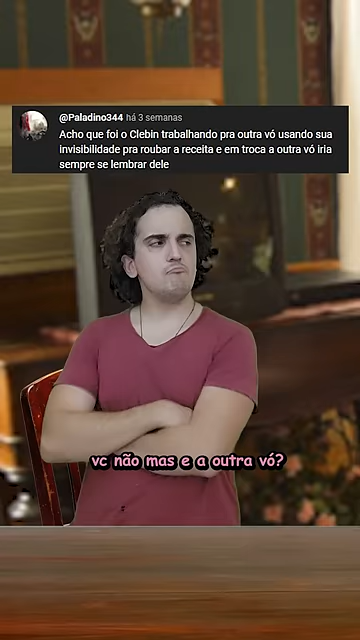 @Paladino344 há 3 semanas
Acho que foi o Clebin trabalhando pra outra vó usando sua
invisibilidade pra roubar a receita e em troca a outra vó iria
sempre se lembrar dele
vc não mas e a outra vó?